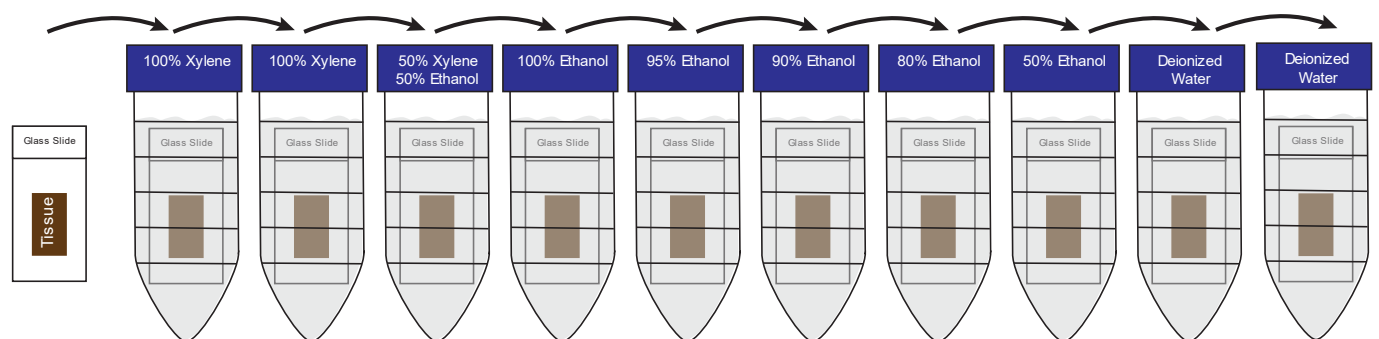 100% Xylene
100% Xylene
50% Xylene
50% Ethanol
100% Ethanol
95% Ethanol
90% Ethanol
80% Ethanol
50% Ethanol
Deionized
Water
Deionized
Water
Glass Slide
Tissue
Glass Slide
Glass Slide
Glass Slide
Glass Slide
Glass Slide
Glass Slide
Glass Slide
Glass Slide
Glass Slide
Glass Slide